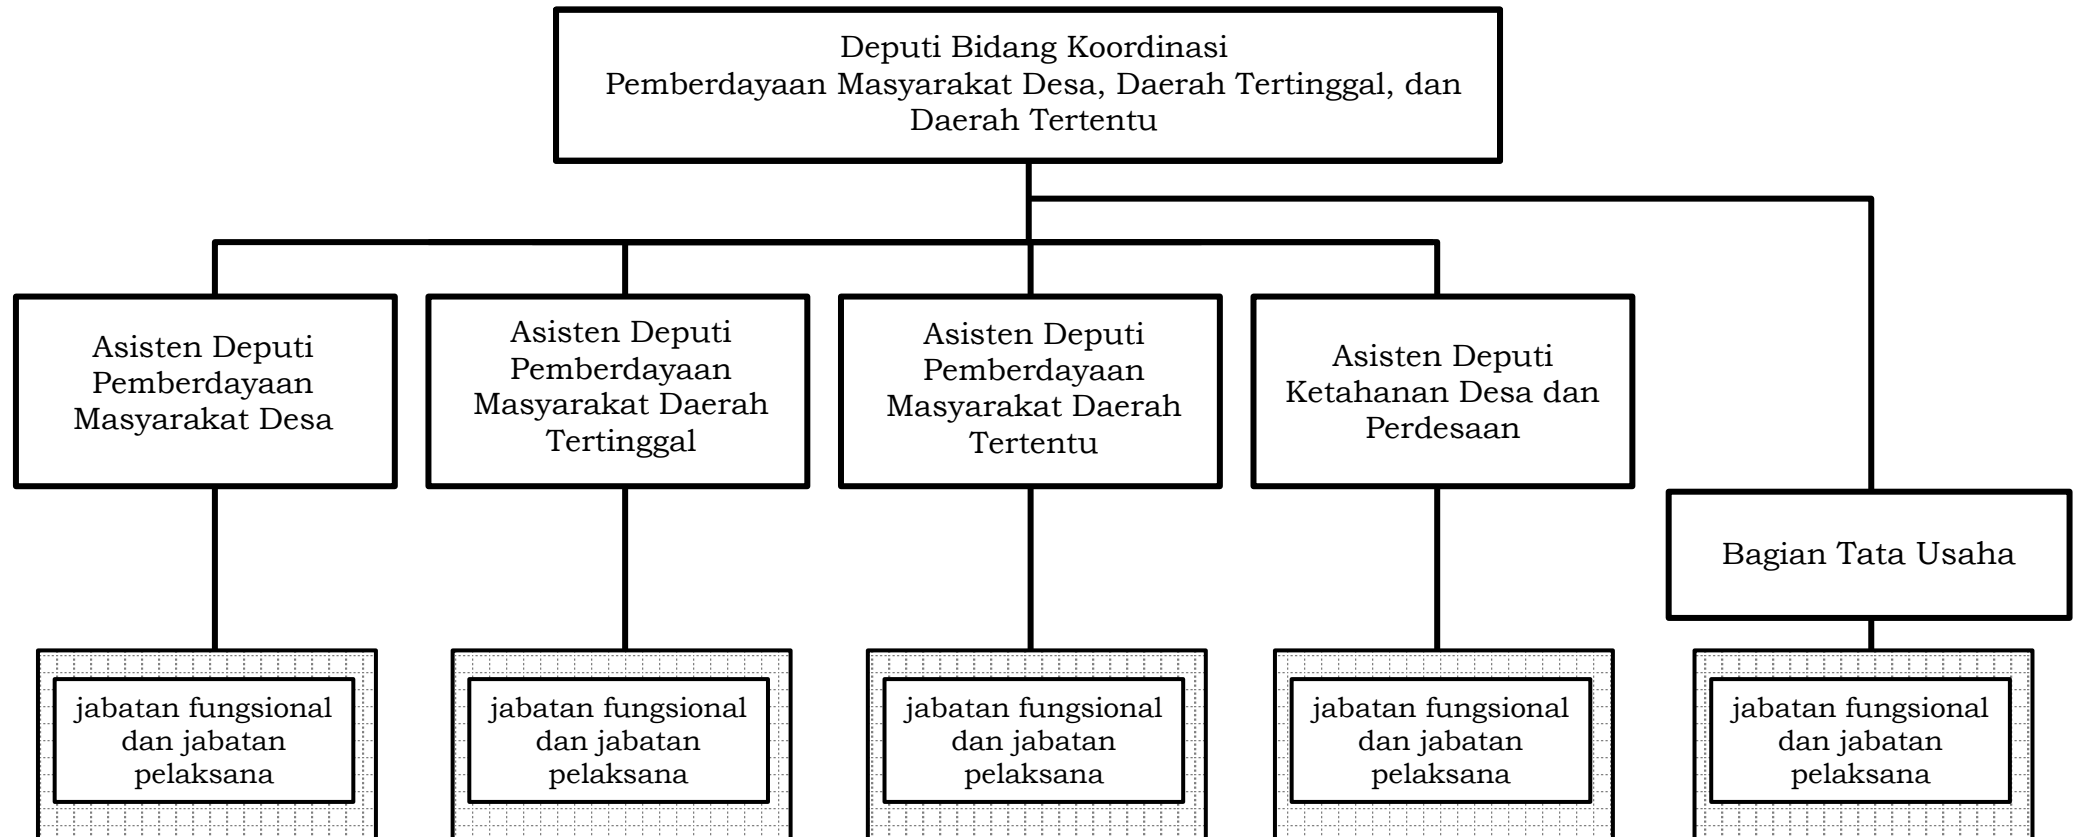 Deputi Bidang Koordinasi
Pemberdayaan Masyarakat Desa, Daerah Tertinggal, dan
Daerah Tertentu
Asisten Deputi
Pemberdayaan
Masyarakat Desa
Asisten Deputi
Pemberdayaan
Masyarakat Daerah
Tertinggal
Asisten Deputi
Pemberdayaan
Masyarakat Daerah
Tertentu
Asisten Deputi
Ketahanan Desa dan
Perdesaan
Bagian Tata Usaha
jabatan fungsional
dan jabatan
pelaksana
jabatan fungsional
dan jabatan
pelaksana
jabatan fungsional
dan jabatan
pelaksana
jabatan fungsional
dan jabatan
pelaksana
jabatan fungsional
dan jabatan
pelaksana